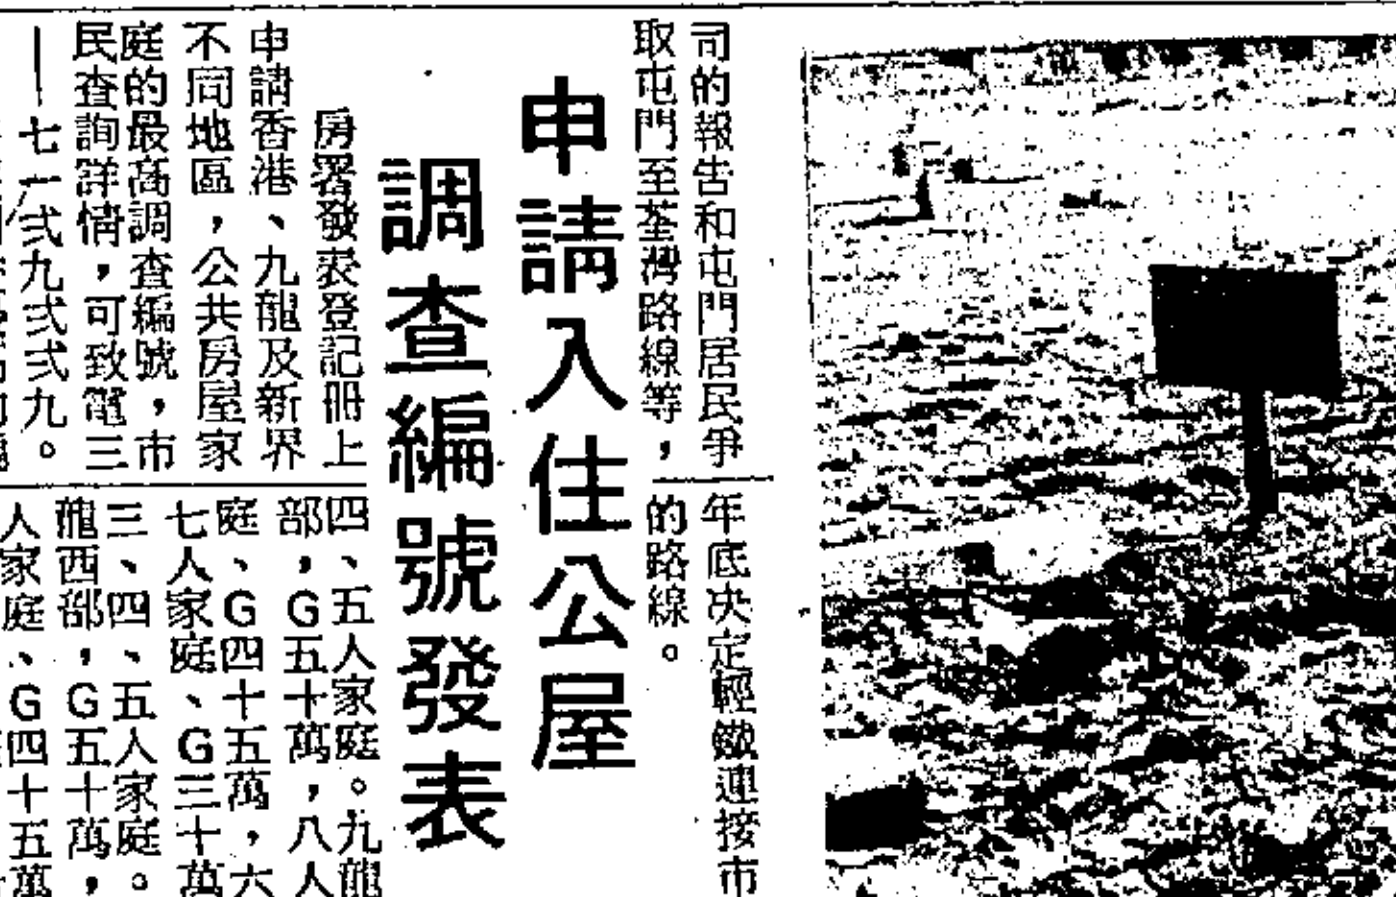 司的報告和屯門居民爭
取屯門至荃灣路線等，
年底決定輕鐵連接市
的路線。
申請入住公屋
調查編號發表
房署發表登記冊上
申請香港、九龍及新界
不同地區，公共房屋家
庭的最高調查編號，市
民查詢詳情，可致電三
—七一弍九弍弍九。
四、五人家庭。九龍
部，G五十萬，八人
庭、G四十五萬，六
七人家庭、G三十萬
三、四、五人家庭。
龍西部，G五十萬，
人家庭、G四十五萬